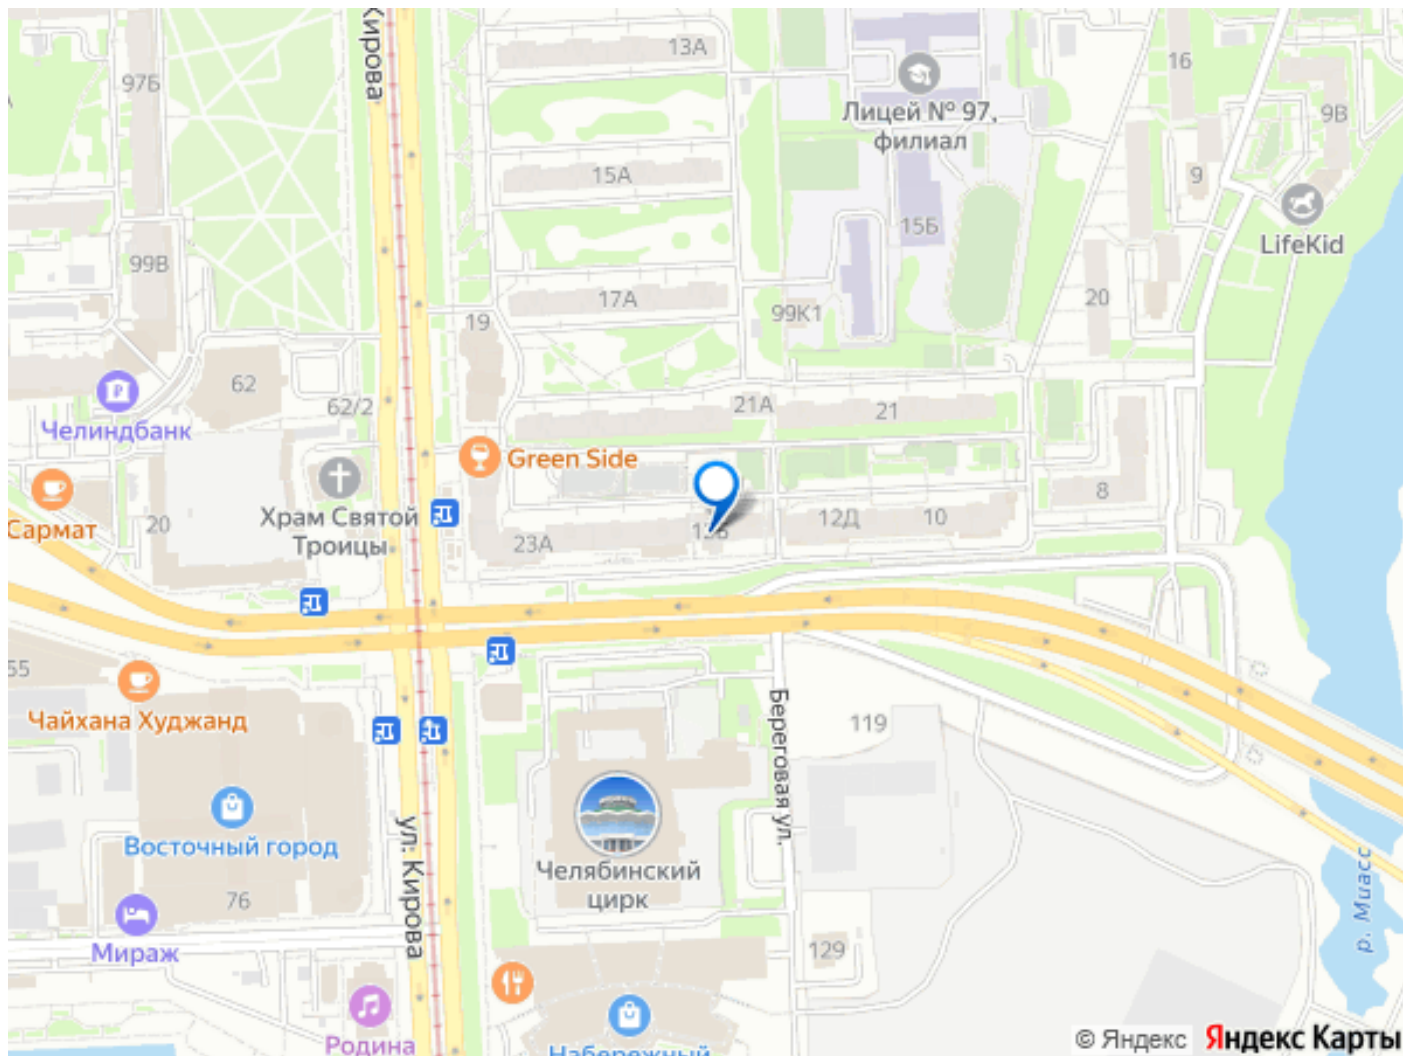 Кирова
13А
16
97Б
Лицей № 97,
филиал
9В
15А
9
15Б
LifeKid
99В
17А
99К1
20
19
62
62/2
21А
21
Челиндбанк
Green Side
8
Сармат
20
Храм Святой
Троицы
23А
12Д
10
55
Чайхана Худжанд
Береговая ул.
119
Восточный город
ул. Кирова
Челябинский
цирк
76
р. Миасс
Мираж
129
Родина
Набережный
© Яндекс Яндекс Карты